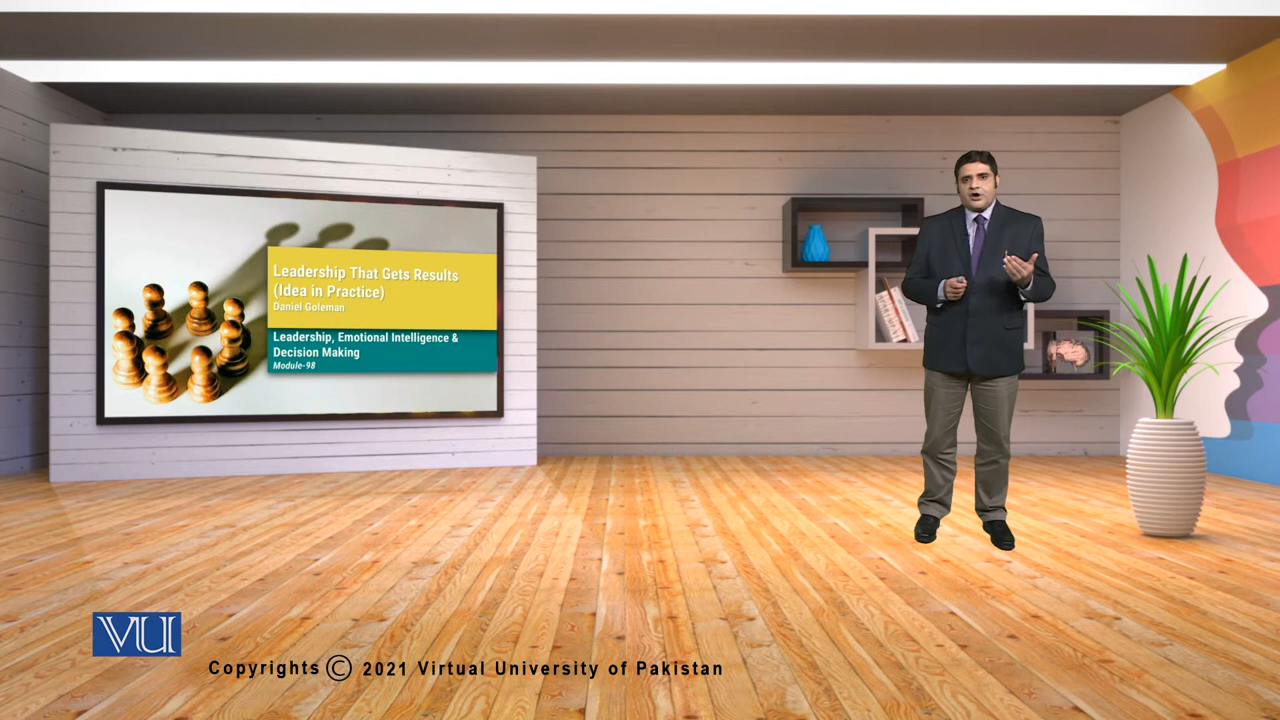 Leadership That Gets Results
(Idea in Practice)
Daniel Goleman
Leadership, Emotional Intelligence &
Decision Making
Module-98
VU
Copyrights © 2021 Virtual University of Pakistan